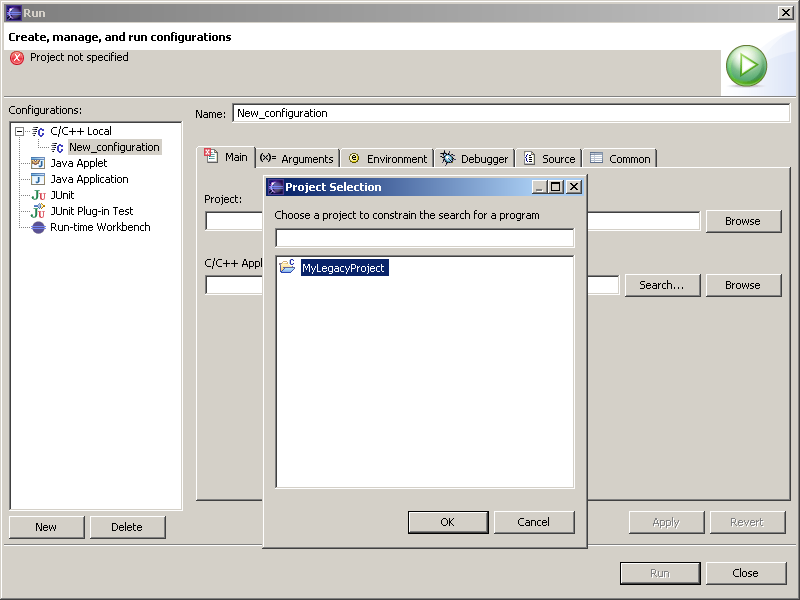 Run
Create, manage, and run configurations
Project not specified
Configurations:
C/C++ Local
New_configuration
Java Applet
Java Application
JUnit
JUnit Plug-in Test
Run-time Workbench
New
Delete
Name:
New_configuration
Main
(x)= Arguments
Environment
Debugger
Source
Common
Project:
Browse
C/C++ Appl
Search...
Browse
Project Selection
Choose a project to constrain the search for a program
MyLegacyProject
OK
Cancel
Apply
Revert
Run
Close